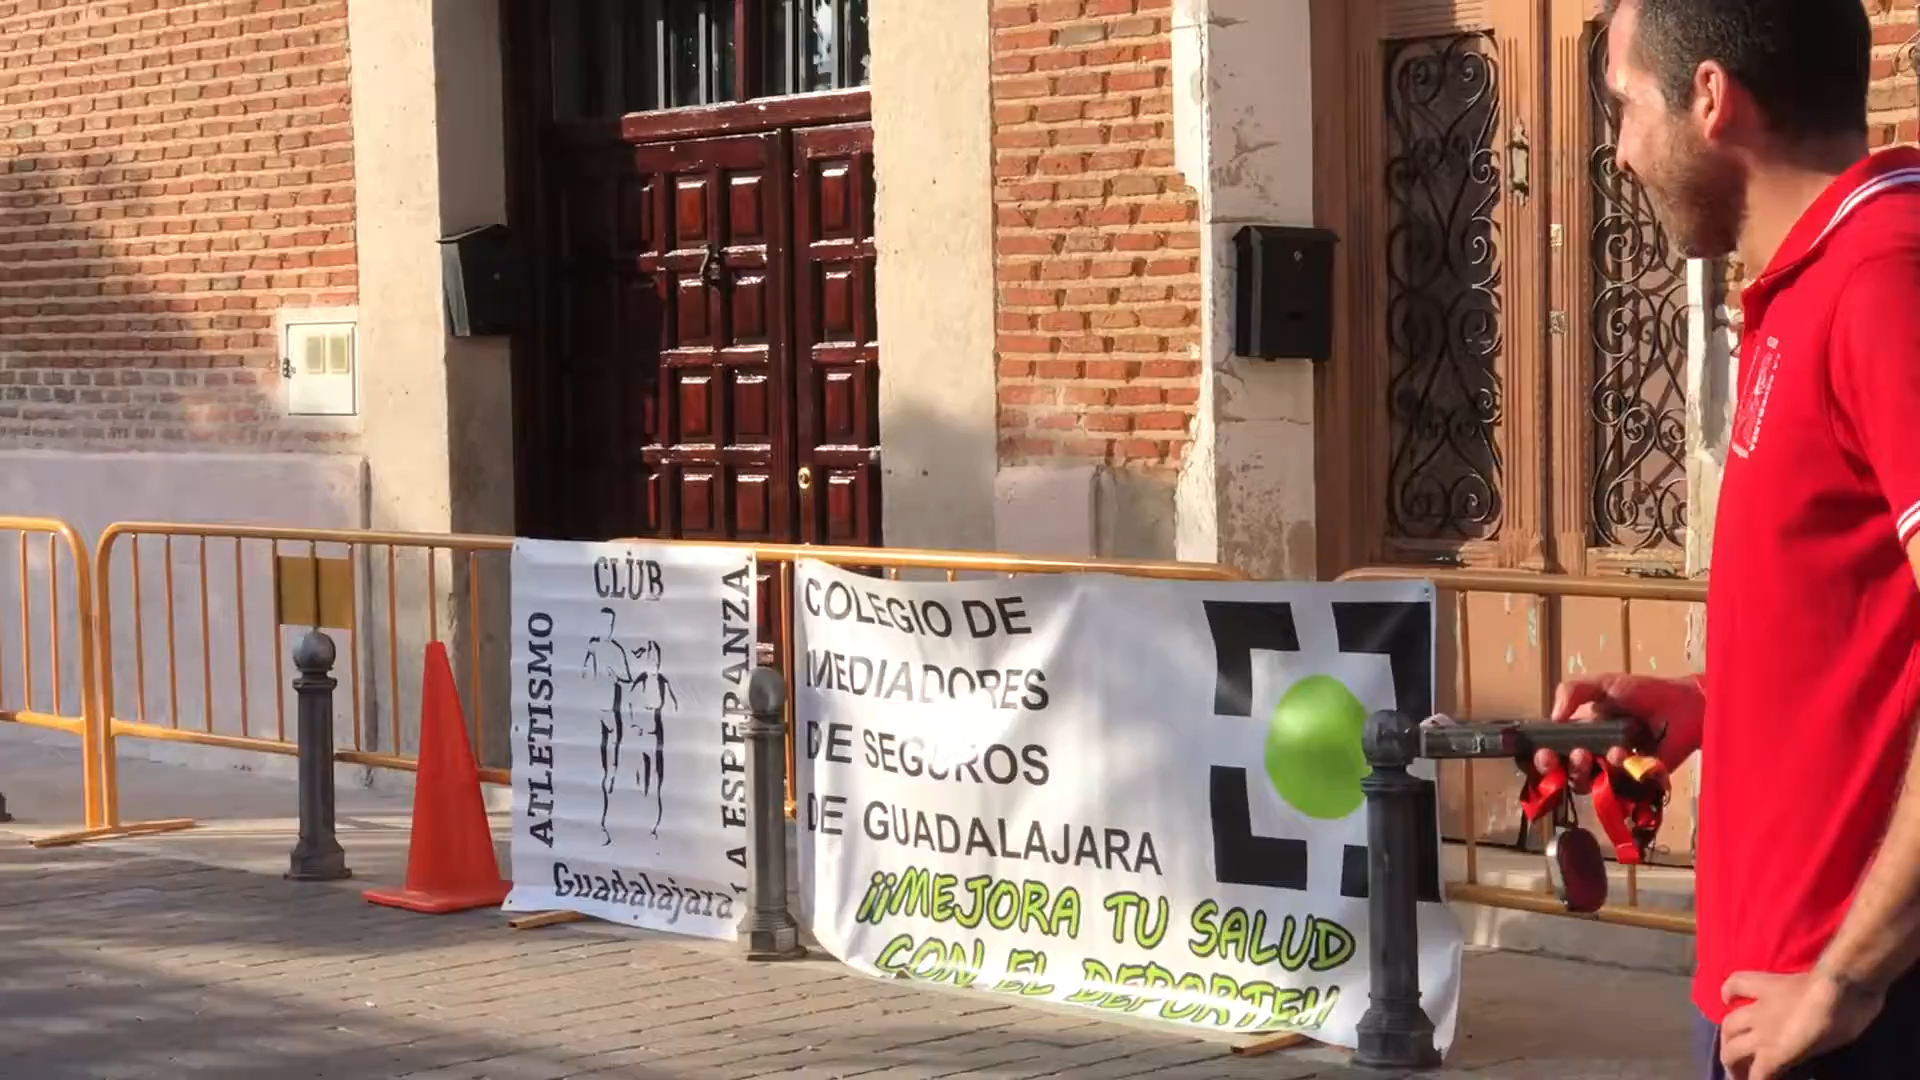 CLUB
ATLETISMO
LA ESPERANZA
Guadalajara
COLEGIO DE
MEDIADORES
DE SEGUROS
DE GUADALAJARA
¡¡MEJORA TU SALUD
CON EL DEPORTE!!